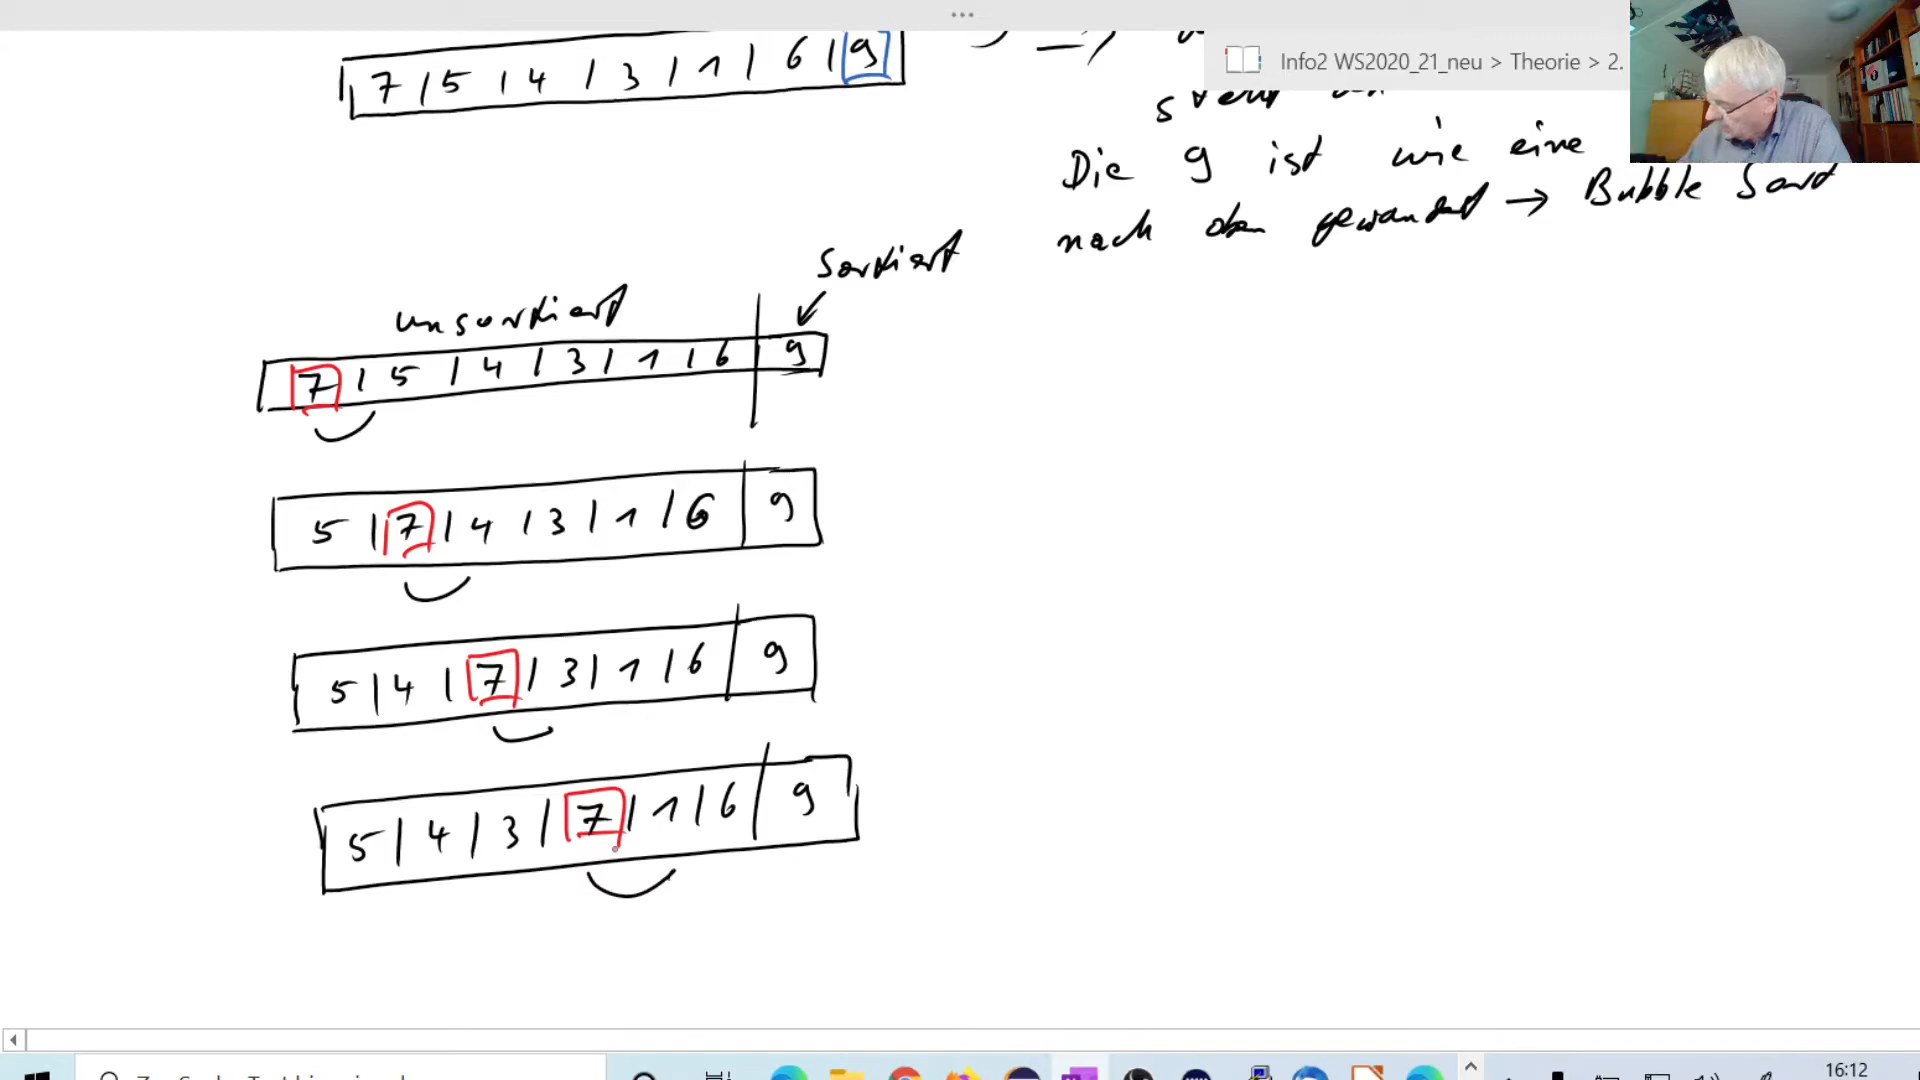 7 | 5 | 4 | 3 | 1 | 6 | 9
Info2 WS2020_21_neu > Theorie > 2.
Die 9 ist wie eine
nach oben gewandert → Bubble Sort
sortiert
unsortiert
7 | 5 | 4 | 3 | 1 | 6 | 9
5 | 7 | 4 | 3 | 1 | 6 | 9
5 | 4 | 7 | 3 | 1 | 6 | 9
5 | 4 | 3 | 7 | 1 | 6 | 9
16:12